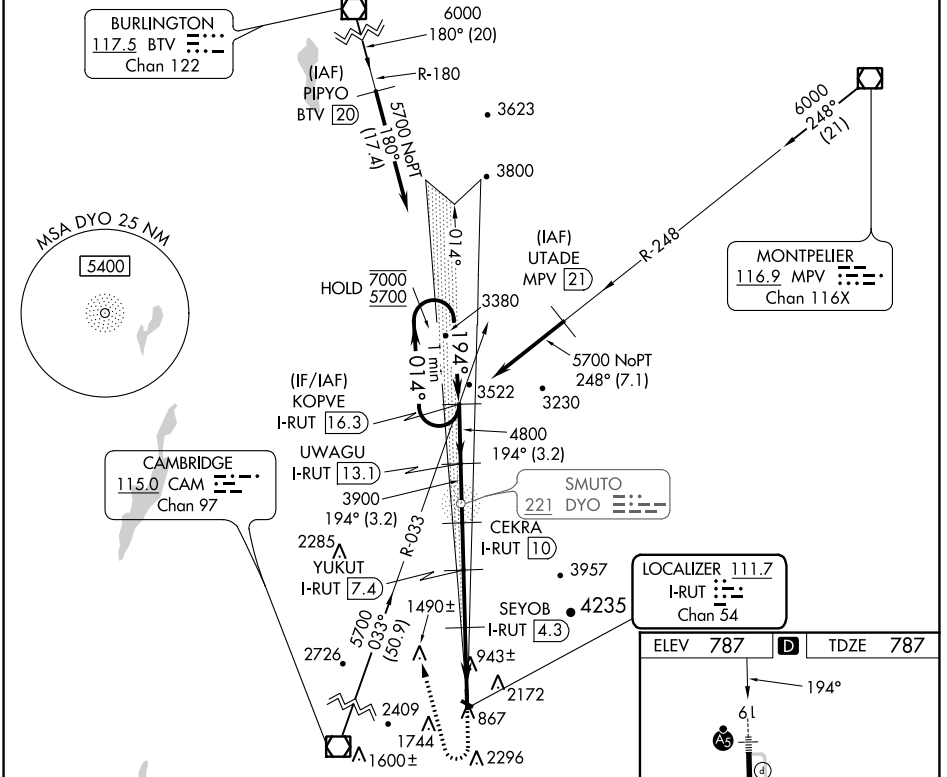 BURLINGTON
117.5 BTV
Chan 122
6000
180° (20)
R-180
(IAF)
PIPYO
BTV 20
5700 NoPT
180°
(17.4)
3623
3800
6000
248°
(21)
R-248
MONTPELIER
116.9 MPV
Chan 116X
MSA DYO 25 NM
5400
014°
(IAF)
UTADE
MPV 21
HOLD 7000
5700
3380
194°
1 min
014°
5700 NoPT
248° (7.1)
3522
3230
(IF/IAF)
KOPVE
I-RUT 16.3
4800
194° (3.2)
UWAGU
I-RUT 13.1
CAMBRIDGE
115.0 CAM
Chan 97
3900
194° (3.2)
SMUTO
221 DYO
R-033
CEKRA
I-RUT 10
2285
YUKUT
I-RUT 7.4
3957
LOCALIZER 111.7
I-RUT
Chan 54
1490±
SEYOB
I-RUT 4.3
4235
5700
033°
(50.9)
2726
943±
2172
867
2409
1744
1600±
2296
ELEV 787 D TDZE 787
194°
19
A5
P